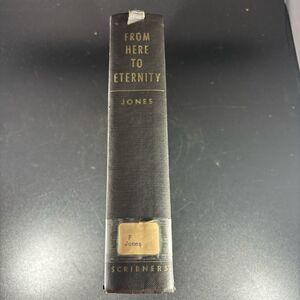 FROM
HERE
TO
ETERNITY
JONES
F
Jones
SCRIBNERS